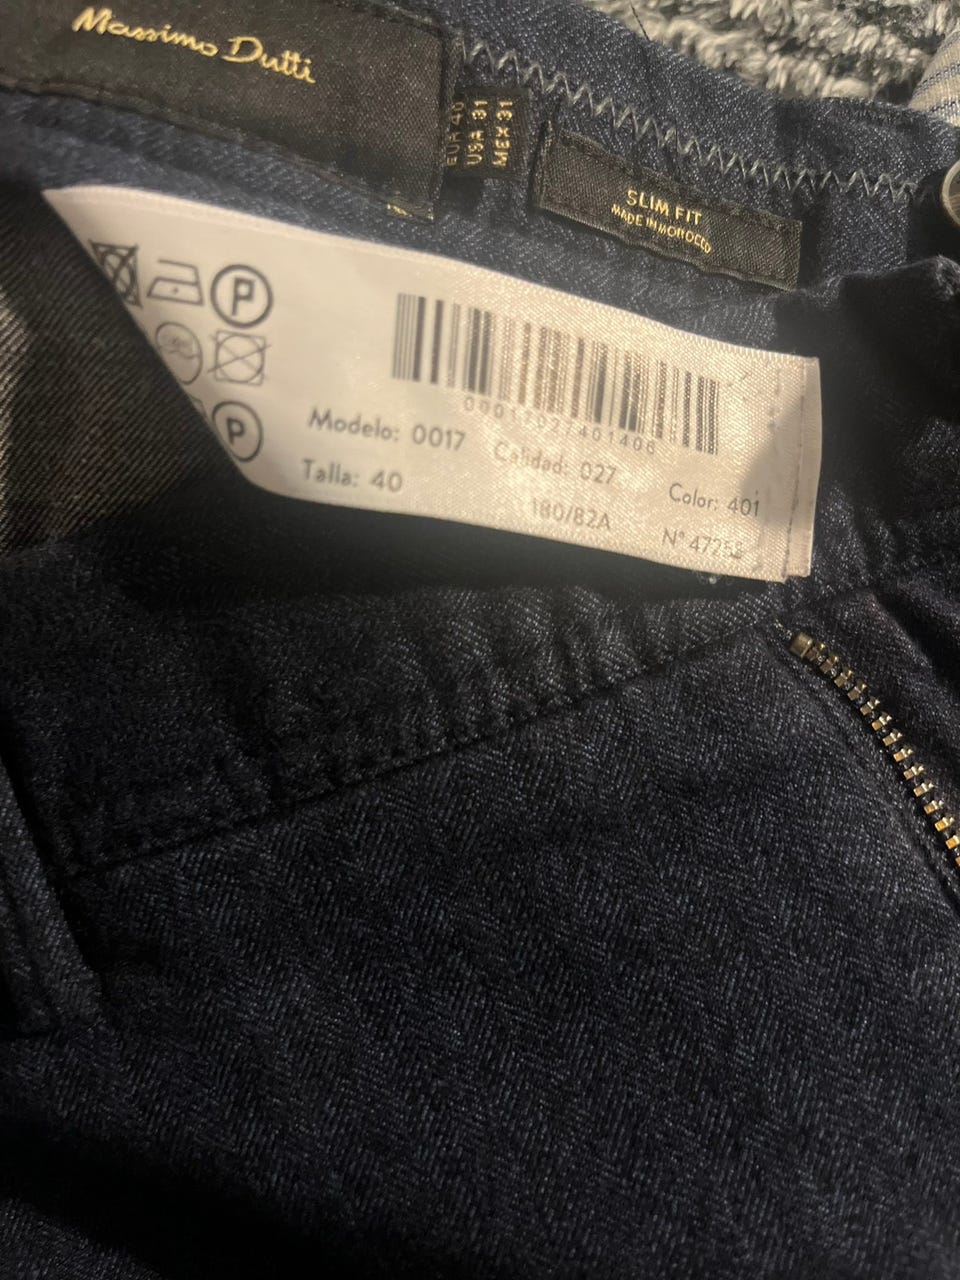 Massimo Dutti
EUR 40
USA 31
MEX 31
SLIM FIT
MADE IN MOROCCO
P
P
Modelo: 0017
Calidad: 027
Color: 401
Talla: 40
180/82A